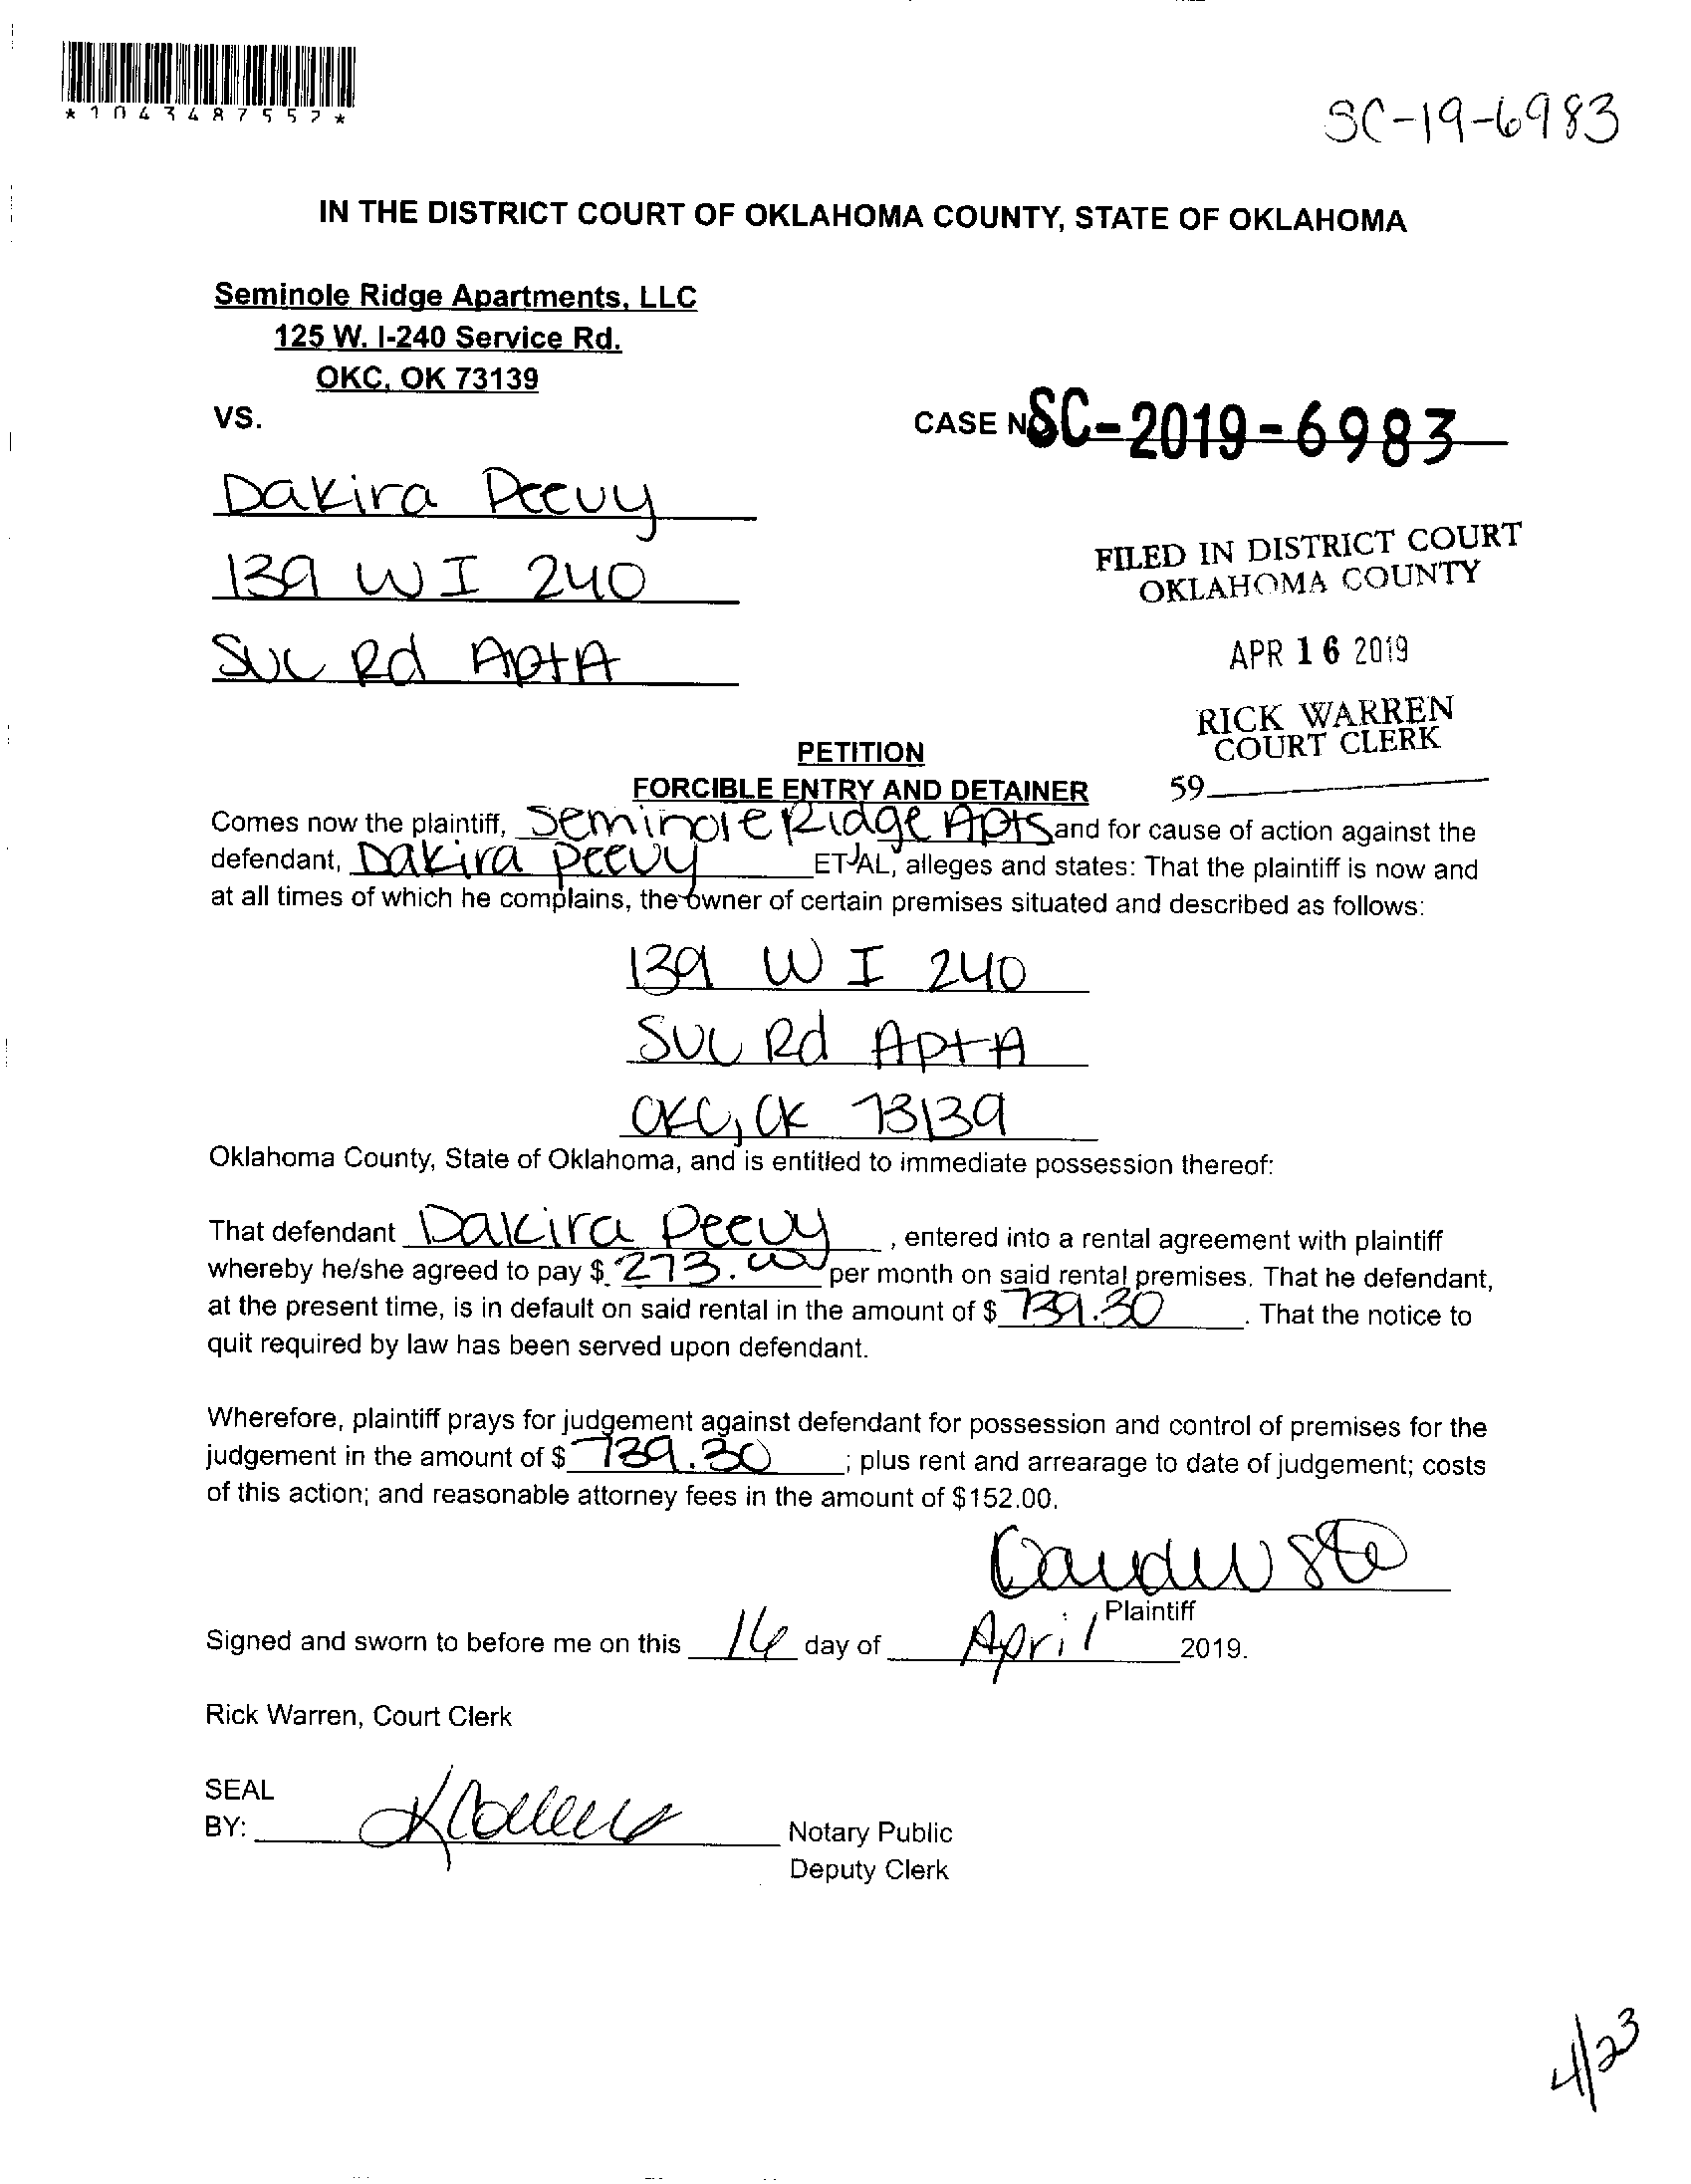 *1043487557*
SC-19-6983
IN THE DISTRICT COURT OF OKLAHOMA COUNTY, STATE OF OKLAHOMA
Seminole Ridge Apartments, LLC
125 W. I-240 Service Rd.
OKC, OK 73139
VS.
CASE NO SC-2019-6983
Dakira Peevy
139 W I 240
Svc Rd Apt A
FILED IN DISTRICT COURT
OKLAHOMA COUNTY
APR 16 2019
RICK WARREN
COURT CLERK
59
PETITION
FORCIBLE ENTRY AND DETAINER
Comes now the plaintiff, Seminole Ridge Apts and for cause of action against the
defendant, Dakira Peevy ET AL, alleges and states: That the plaintiff is now and
at all times of which he complains, the owner of certain premises situated and described as follows:
139 W I 240
Svc Rd Apt A
OKC, OK 73139
Oklahoma County, State of Oklahoma, and is entitled to immediate possession thereof:
That defendant Dakira Peevy, entered into a rental agreement with plaintiff
whereby he/she agreed to pay $ 273.00 per month on said rental premises. That he defendant,
at the present time, is in default on said rental in the amount of $ 739.30. That the notice to
quit required by law has been served upon defendant.
Wherefore, plaintiff prays for judgement against defendant for possession and control of premises for the
judgement in the amount of $ 739.30; plus rent and arrearage to date of judgement; costs
of this action; and reasonable attorney fees in the amount of $152.00.
Plaintiff
Signed and sworn to before me on this 16 day of April 2019.
Rick Warren, Court Clerk
SEAL
BY:
Notary Public
Deputy Clerk
4/23